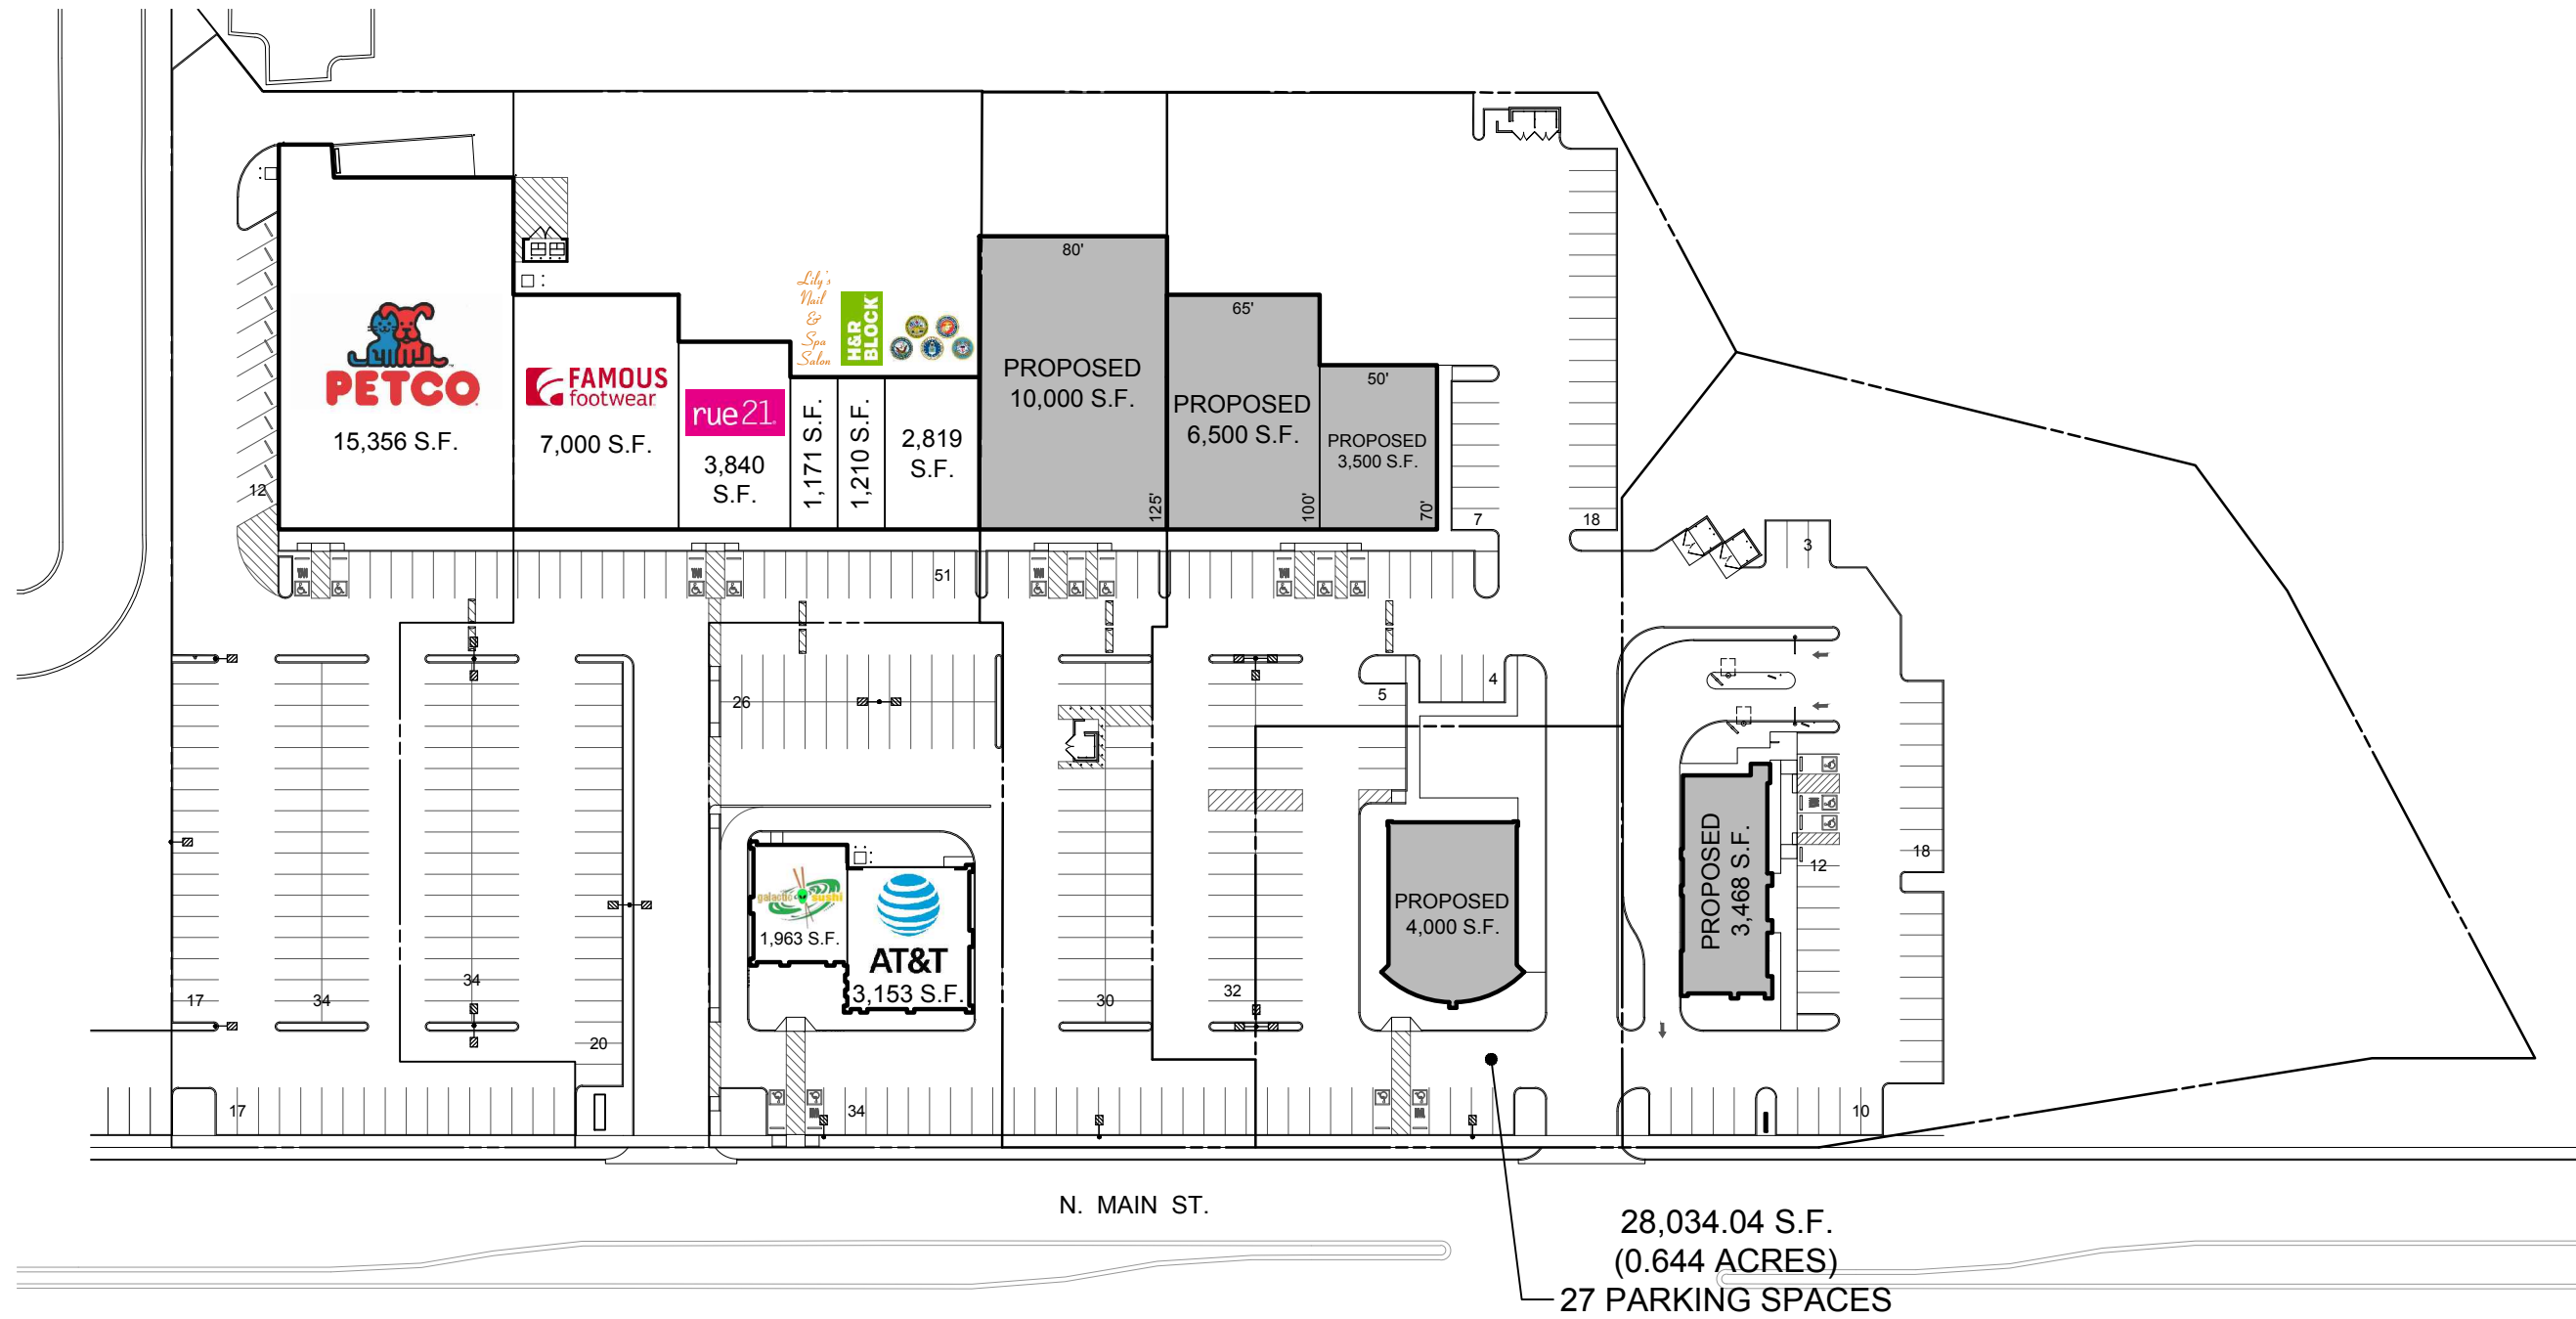 80'
65'
50'
Lily's
Nail
&
Spa
Salon
H&R
BLOCK
PETCO
15,356 S.F.
FAMOUS
footwear
7,000 S.F.
rue21
3,840
S.F.
1,171 S.F.
1,210 S.F.
2,819
S.F.
PROPOSED
10,000 S.F.
125'
PROPOSED
6,500 S.F.
100'
PROPOSED
3,500 S.F.
70'
12
7
18
3
51
26
5
4
galactic sushi
1,963 S.F.
AT&T
3,153 S.F.
PROPOSED
4,000 S.F.
PROPOSED
3,468 S.F.
12
18
17
34
34
20
30
32
17
34
10
N. MAIN ST.
28,034.04 S.F.
(0.644 ACRES)
27 PARKING SPACES